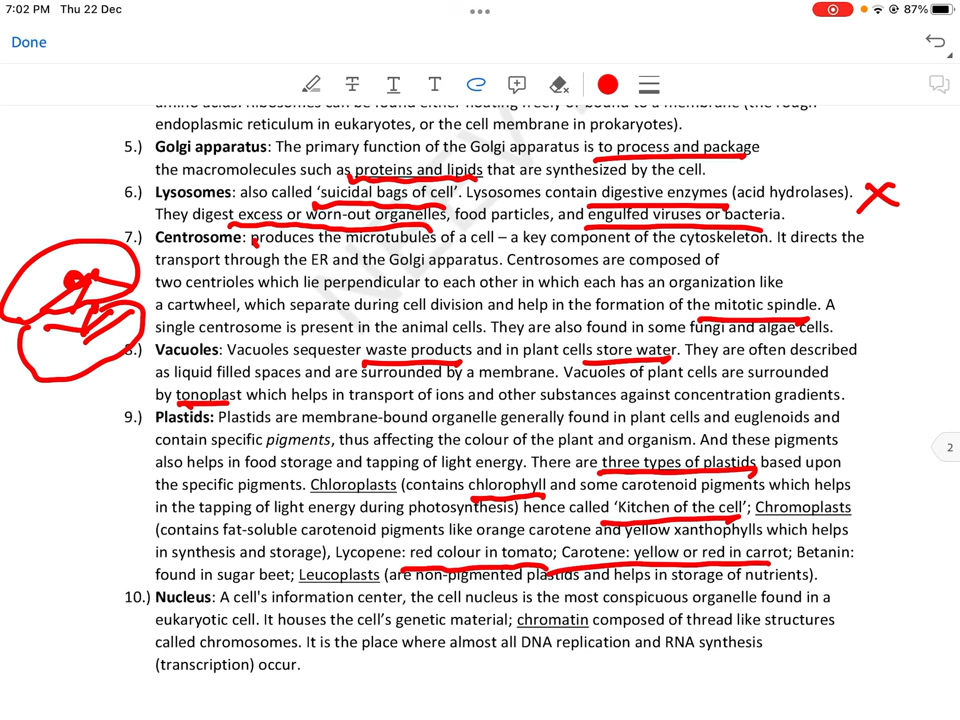 7:02 PM Thu 22 Dec
87%
Done
amino acids. Ribosomes can be found either floating freely or bound to a membrane (the rough
endoplasmic reticulum in eukaryotes, or the cell membrane in prokaryotes).
5.) Golgi apparatus: The primary function of the Golgi apparatus is to process and package
the macromolecules such as proteins and lipids that are synthesized by the cell.
6.) Lysosomes: also called ‘suicidal bags of cell’. Lysosomes contain digestive enzymes (acid hydrolases).
They digest excess or worn-out organelles, food particles, and engulfed viruses or bacteria.
7.) Centrosome: produces the microtubules of a cell – a key component of the cytoskeleton. It directs the
transport through the ER and the Golgi apparatus. Centrosomes are composed of
two centrioles which lie perpendicular to each other in which each has an organization like
a cartwheel, which separate during cell division and help in the formation of the mitotic spindle. A
single centrosome is present in the animal cells. They are also found in some fungi and algae cells.
8.) Vacuoles: Vacuoles sequester waste products and in plant cells store water. They are often described
as liquid filled spaces and are surrounded by a membrane. Vacuoles of plant cells are surrounded
by tonoplast which helps in transport of ions and other substances against concentration gradients.
9.) Plastids: Plastids are membrane-bound organelle generally found in plant cells and euglenoids and
contain specific pigments, thus affecting the colour of the plant and organism. And these pigments
also helps in food storage and tapping of light energy. There are three types of plastids based upon
the specific pigments. Chloroplasts (contains chlorophyll and some carotenoid pigments which helps
in the tapping of light energy during photosynthesis) hence called ‘Kitchen of the cell’; Chromoplasts
(contains fat-soluble carotenoid pigments like orange carotene and yellow xanthophylls which helps
in synthesis and storage), Lycopene: red colour in tomato; Carotene: yellow or red in carrot; Betanin:
found in sugar beet; Leucoplasts (are non-pigmented plastids and helps in storage of nutrients).
10.) Nucleus: A cell's information center, the cell nucleus is the most conspicuous organelle found in a
eukaryotic cell. It houses the cell’s genetic material; chromatin composed of thread like structures
called chromosomes. It is the place where almost all DNA replication and RNA synthesis
(transcription) occur.
2